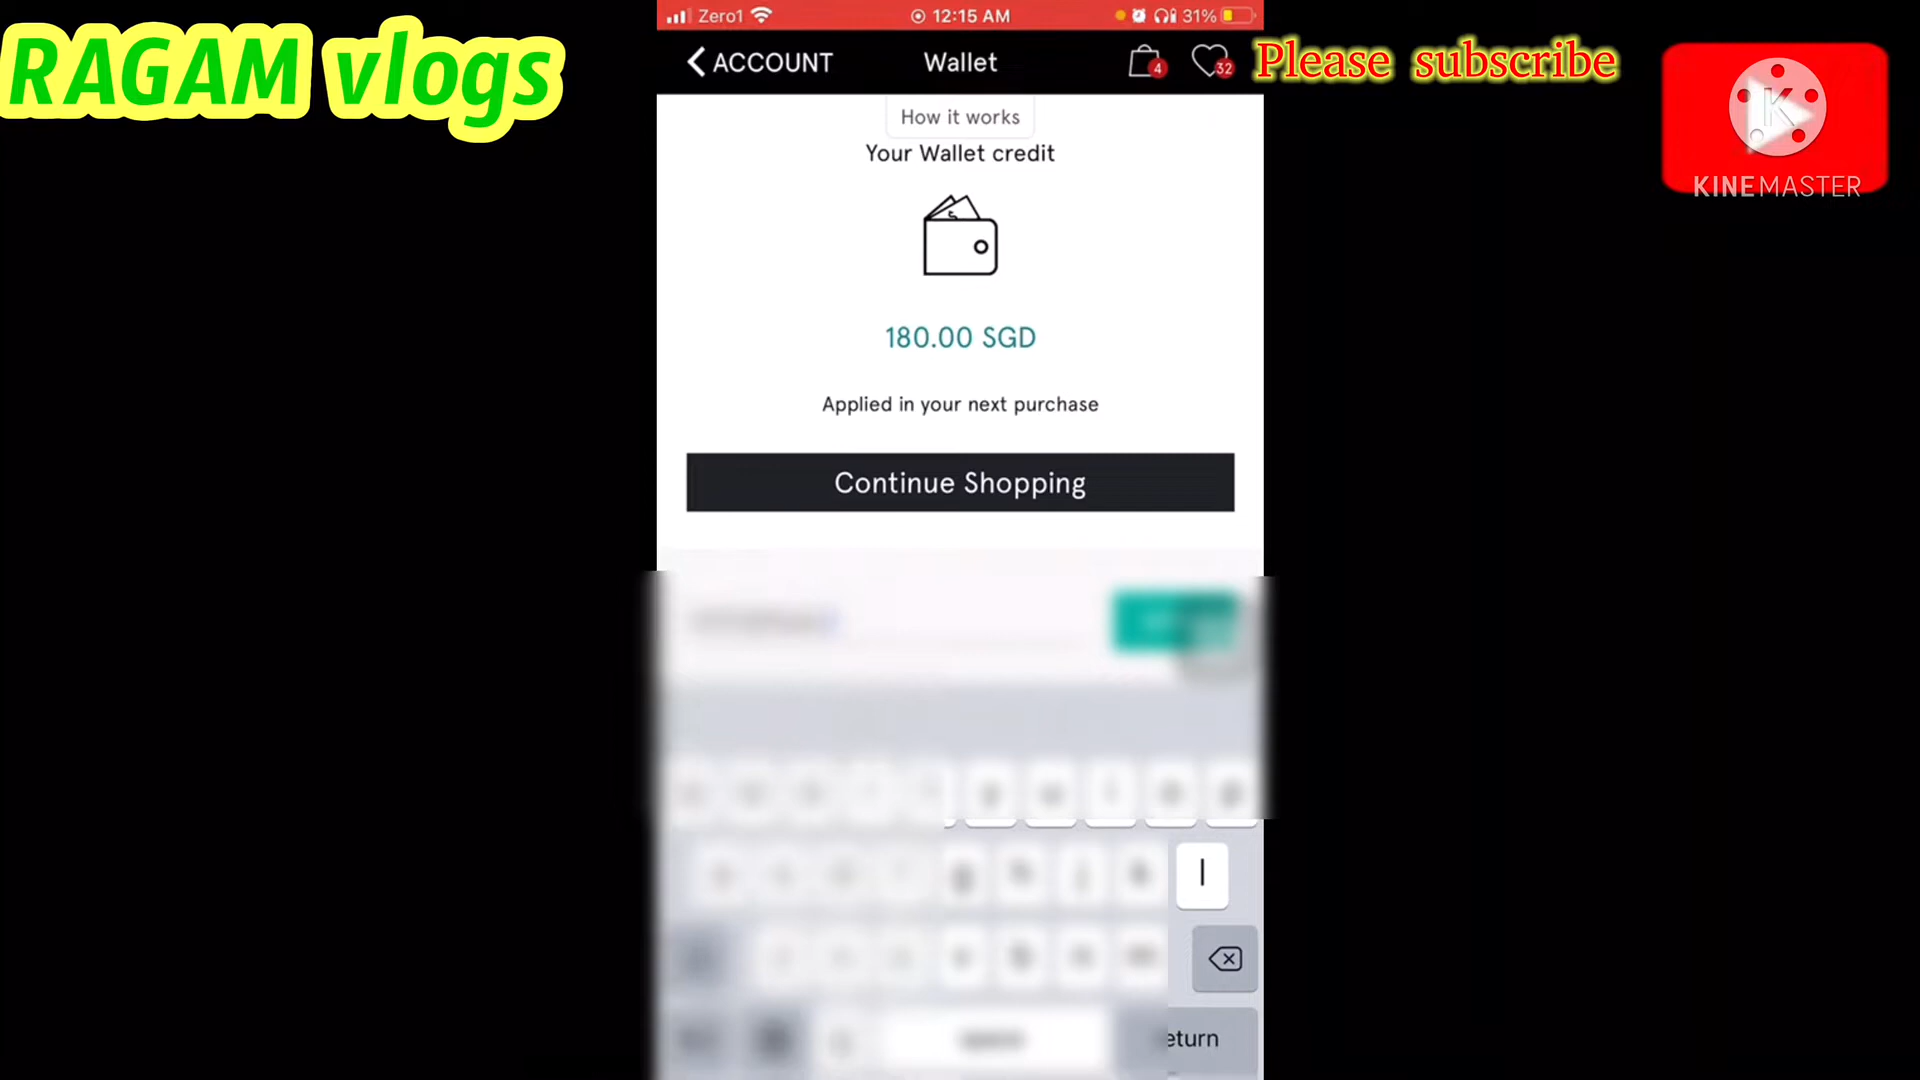 RAGAM vlogs
Zero1 12:15 AM 31%
ACCOUNT Wallet 4 32
Please subscribe
K
KINEMASTER
How it works
Your Wallet credit
180.00 SGD
Applied in your next purchase
Continue Shopping
l
eturn